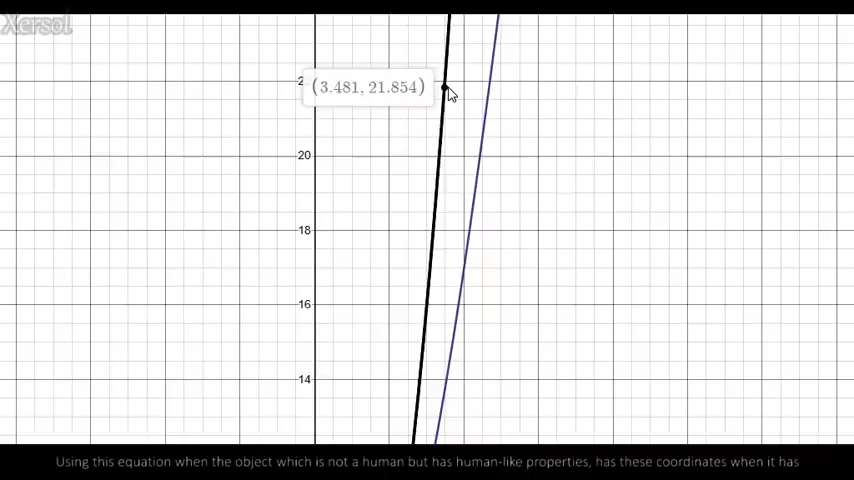 Xersol
(3.481, 21.854)
20
18
16
14
Using this equation when the object which is not a human but has human-like properties, has these coordinates when it has